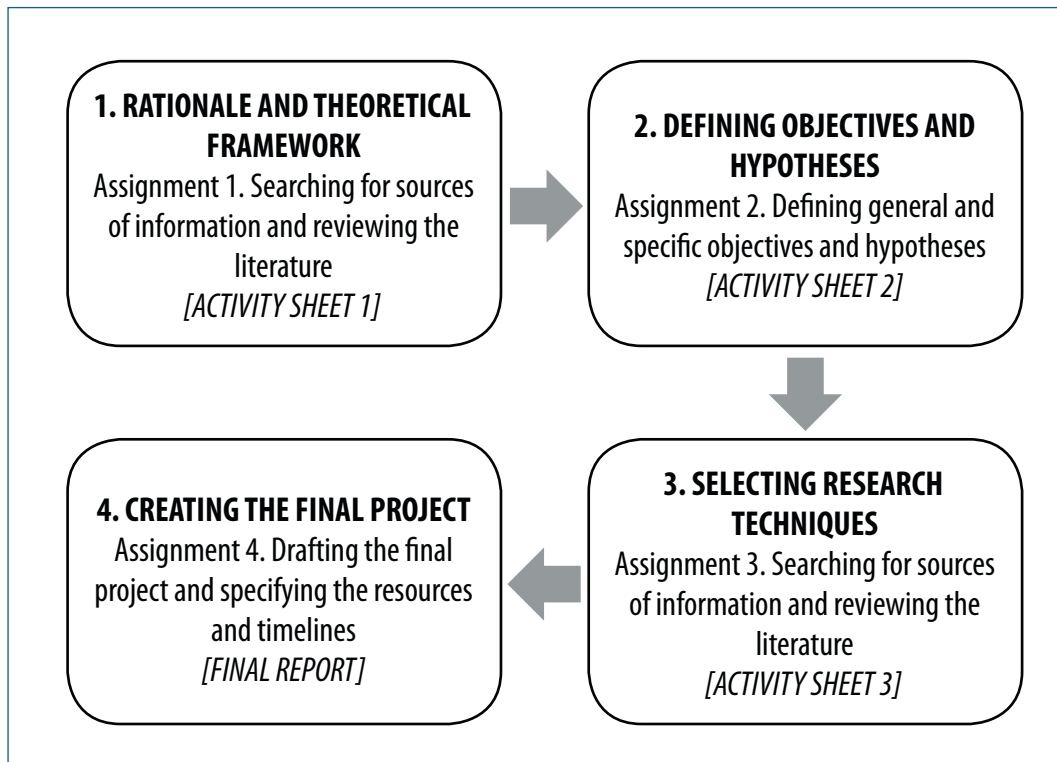 1. RATIONALE AND THEORETICAL
FRAMEWORK
Assignment 1. Searching for sources
of information and reviewing the
literature
[ACTIVITY SHEET 1]
2. DEFINING OBJECTIVES AND
HYPOTHESES
Assignment 2. Defining general and
specific objectives and hypotheses
[ACTIVITY SHEET 2]
3. SELECTING RESEARCH
TECHNIQUES
Assignment 3. Searching for sources
of information and reviewing the
literature
[ACTIVITY SHEET 3]
4. CREATING THE FINAL PROJECT
Assignment 4. Drafting the final
project and specifying the resources
and timelines
[FINAL REPORT]